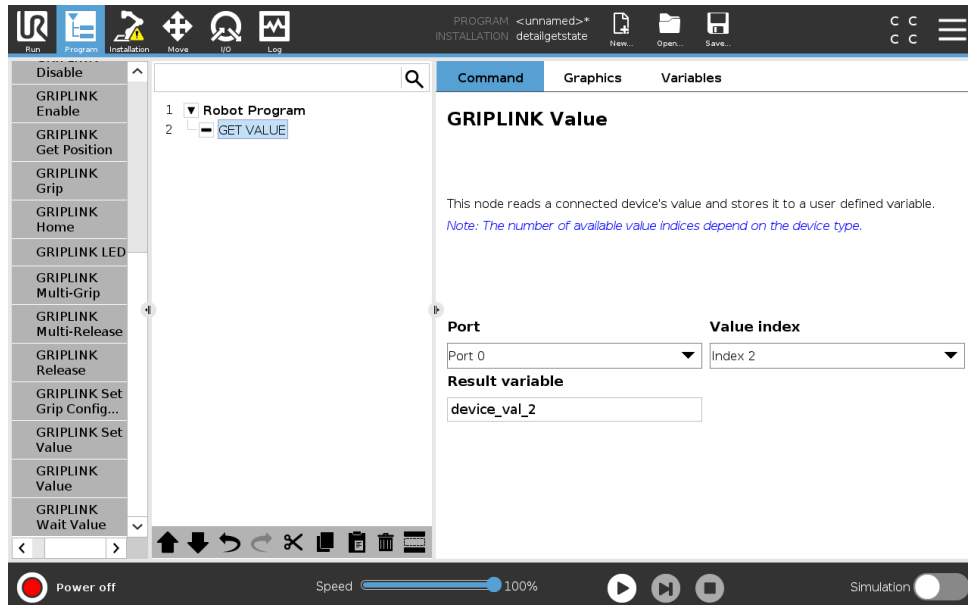 PROGRAM <unnamed>*
INSTALLATION detailgetstate
UR
Run
Program
Installation
Move
I/O
Log
New...
Open...
Save...
C C
C C
Disable
GRIPLINK
Enable
GRIPLINK
Get Position
GRIPLINK
Grip
GRIPLINK
Home
GRIPLINK LED
GRIPLINK
Multi-Grip
GRIPLINK
Multi-Release
GRIPLINK
Release
GRIPLINK Set
Grip Config...
GRIPLINK Set
Value
GRIPLINK
Value
GRIPLINK
Wait Value
1 Robot Program
2 GET VALUE
Command Graphics Variables
GRIPLINK Value
This node reads a connected device's value and stores it to a user defined variable.
Note: The number of available value indices depend on the device type.
Port Value index
Port 0 Index 2
Result variable
device_val_2
Power off
Speed 100%
Simulation